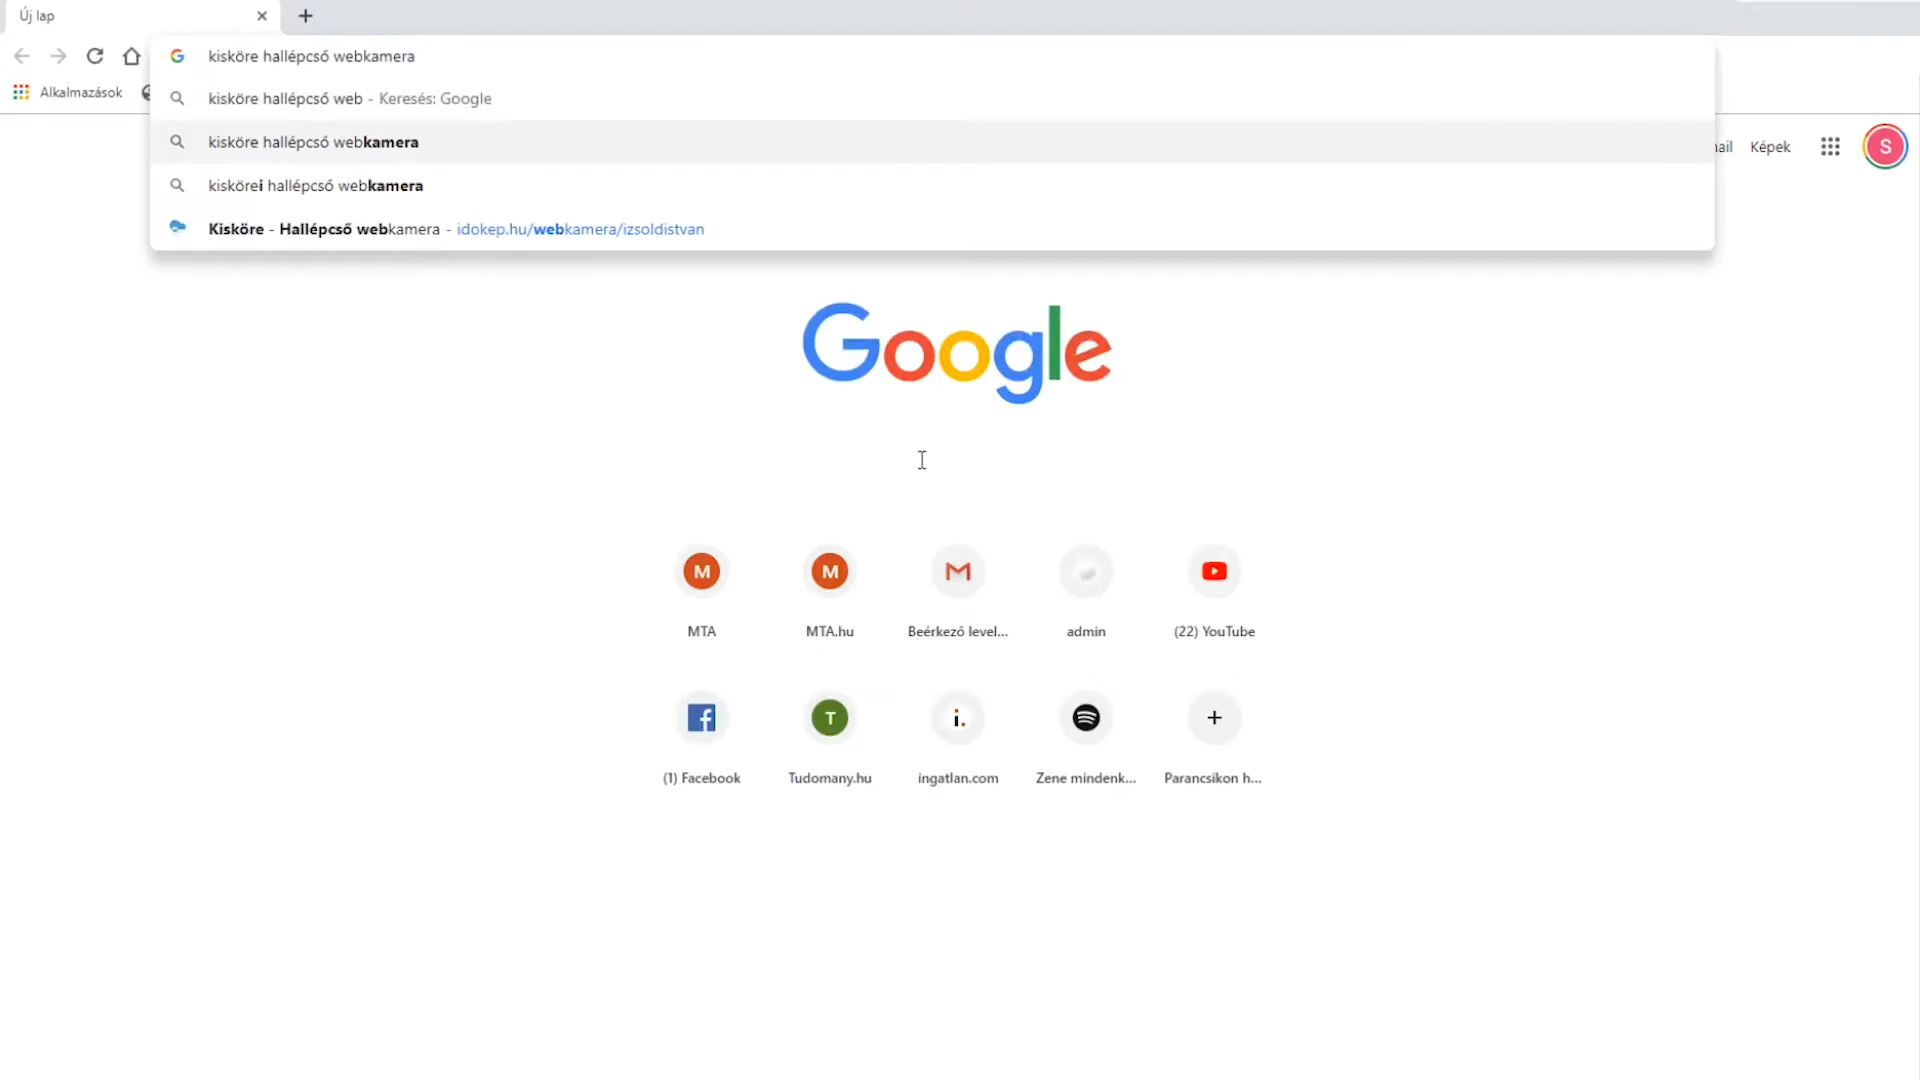 Új lap
kisköre hallépcső webkamera
Alkalmazások
kisköre hallépcső web - Keresés: Google
kisköre hallépcső webkamera
kiskörei hallépcső webkamera
Kisköre - Hallépcső webkamera - idokep.hu/webkamera/izsoldistvan
ail Képek S
Google
M M
MTA MTA.hu Beérkező level... admin (22) YouTube
T i.
(1) Facebook Tudomany.hu ingatlan.com Zene mindenk... Parancsikon h...